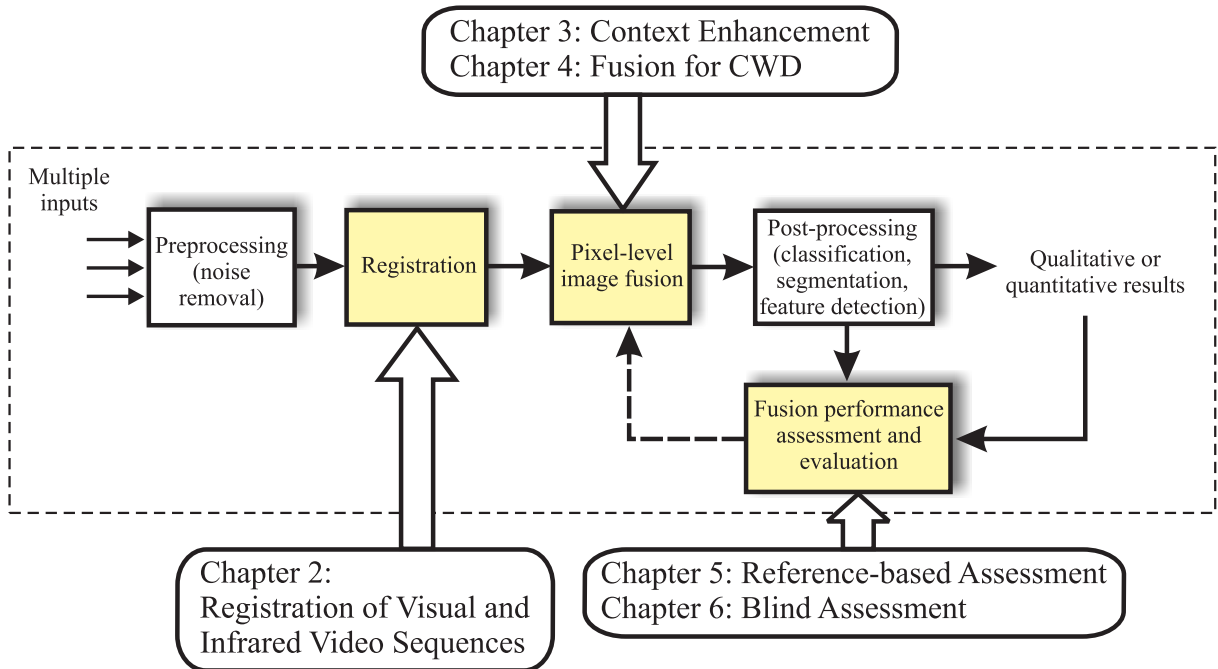 Chapter 3: Context Enhancement
Chapter 4: Fusion for CWD
Multiple
inputs
Preprocessing
(noise
removal)
Registration
Pixel-level
image fusion
Post-processing
(classification,
segmentation,
feature detection)
Qualitative or
quantitative results
Fusion performance
assessment and
evaluation
Chapter 2:
Registration of Visual and
Infrared Video Sequences
Chapter 5: Reference-based Assessment
Chapter 6: Blind Assessment